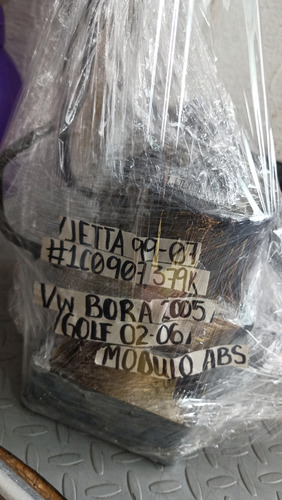 /JETTA 99-07
#1C0907379K
VW BORA 2005/
/GOLF 02-06/
MODULO ABS